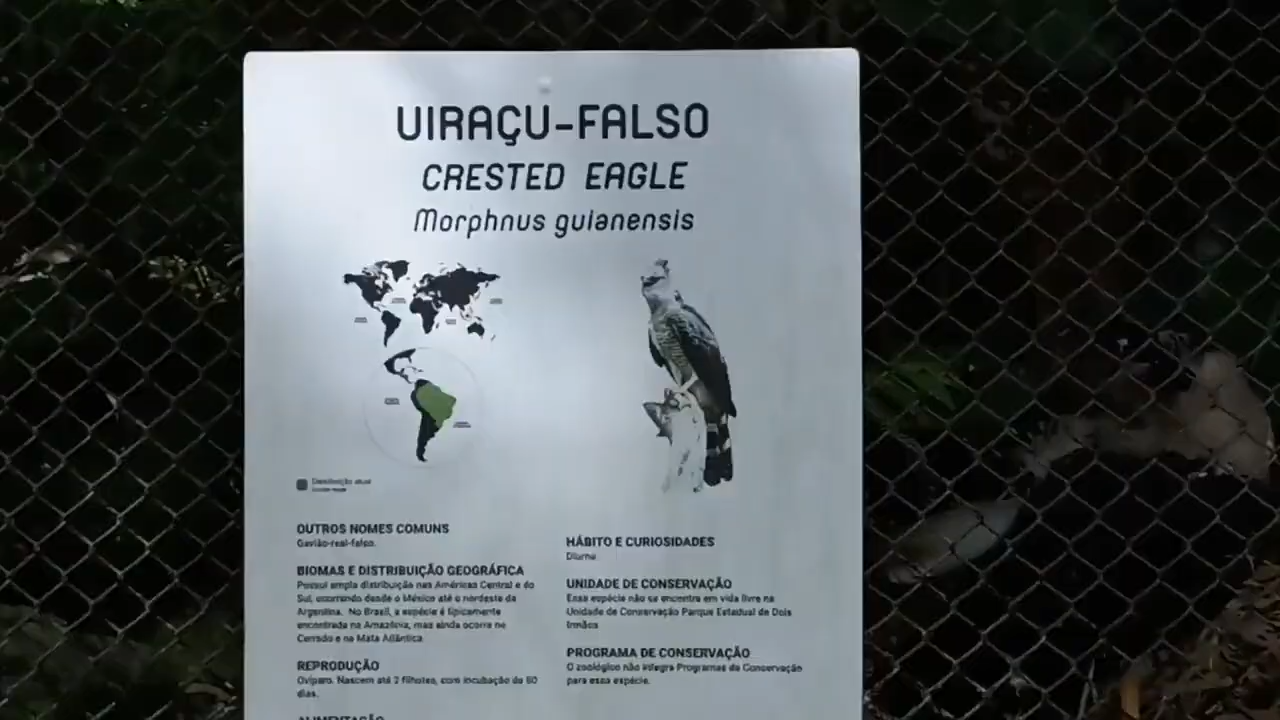 UIRAÇU-FALSO
CRESTED EAGLE
Morphnus guianensis
Distribuição atual
OUTROS NOMES COMUNS
Gavião-real-falso.
BIOMAS E DISTRIBUIÇÃO GEOGRÁFICA
Possui ampla distribuição nas Américas Central e do
Sul, ocorrendo desde o México até o nordeste da
Argentina. No Brasil, a espécie é tipicamente
encontrada na Amazônia, mas ainda ocorre no
Cerrado e na Mata Atlântica
REPRODUÇÃO
Ovíparo. Nascem até 2 filhotes, com incubação de 50
dias.
ALIMENTAÇÃO
HÁBITO E CURIOSIDADES
Diurno
UNIDADE DE CONSERVAÇÃO
Essa espécie não se encontra em vida livre na
Unidade de Conservação Parque Estadual de Dois
Irmãos
PROGRAMA DE CONSERVAÇÃO
O zoológico não integra Programas de Conservação
para essa espécie.